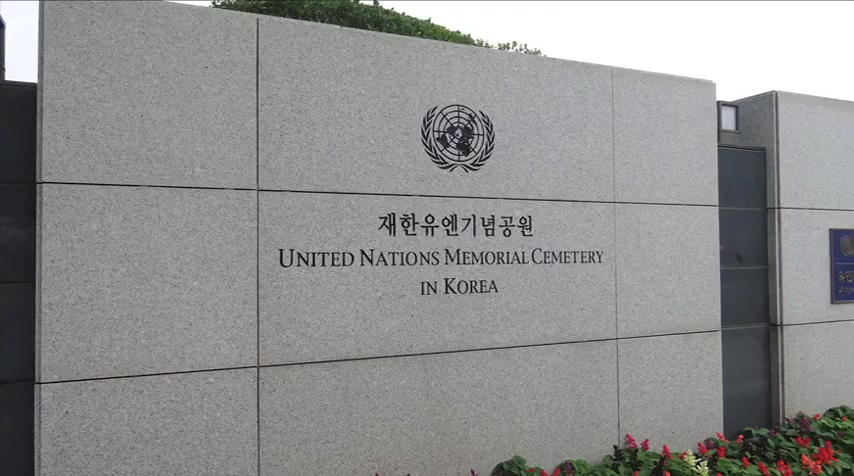 재한유엔기념공원
UNITED NATIONS MEMORIAL CEMETERY
IN KOREA